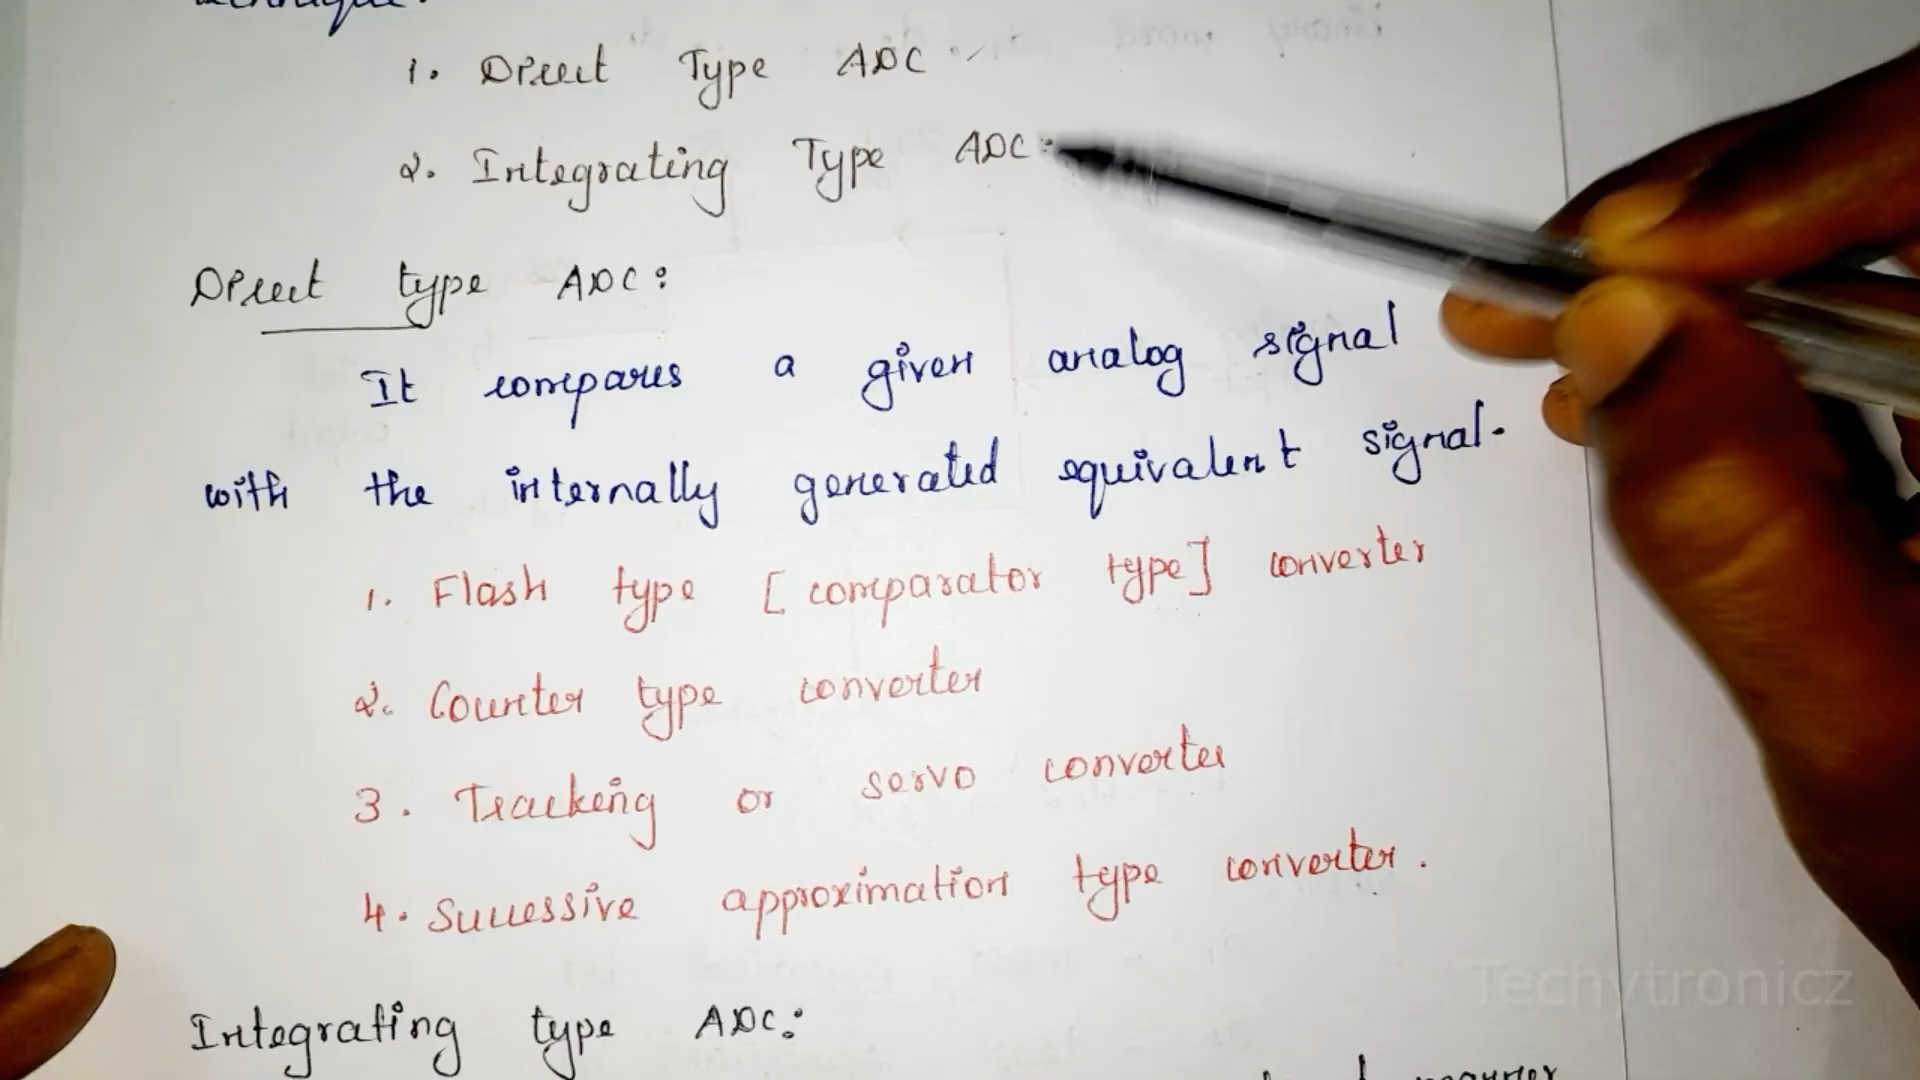 technique:
1. Direct Type ADC
2. Integrating Type ADC:
Direct type ADC:
It compares a given analog signal
with the internally generated equivalent signal.
1. Flash type [comparator type] converter
2. Counter type converter
3. Tracking or servo converter
4. Successive approximation type converter.
Techytronicz
Integrating type ADC:
manner